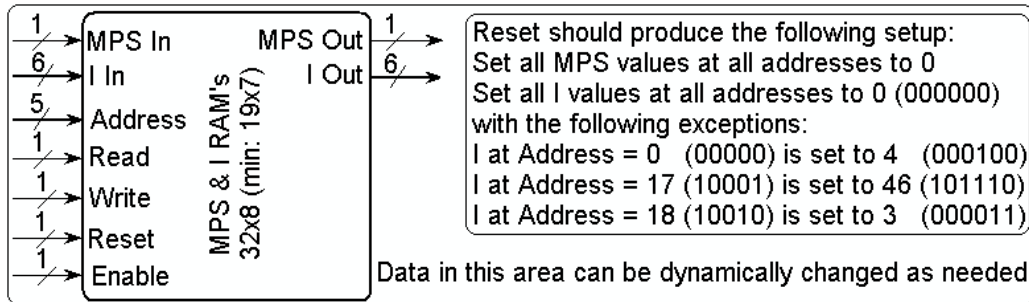 1 MPS In MPS Out 1
6 I In I Out 6
5 Address
1 Read
1 Write
1 Reset
1 Enable
MPS & I RAM's
32x8 (min: 19x7)
Reset should produce the following setup:
Set all MPS values at all addresses to 0
Set all I values at all addresses to 0 (000000)
with the following exceptions:
I at Address = 0 (00000) is set to 4 (000100)
I at Address = 17 (10001) is set to 46 (101110)
I at Address = 18 (10010) is set to 3 (000011)
Data in this area can be dynamically changed as needed